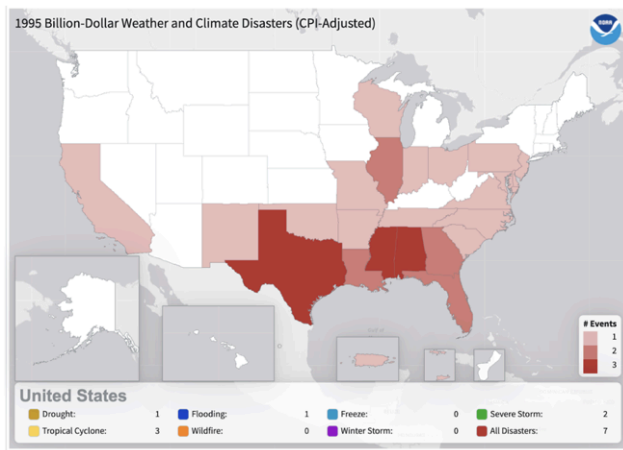 1995 Billion-Dollar Weather and Climate Disasters (CPI-Adjusted)
NOAA
# Events
1
2
3
United States
Drought: 1 Flooding: 1 Freeze: 0 Severe Storm: 2
Tropical Cyclone: 3 Wildfire: 0 Winter Storm: 0 All Disasters: 7